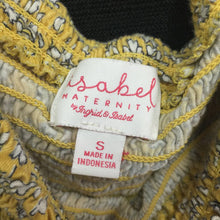 isabel
MATERNITY
by Ingrid & Isabel
S
MADE IN
INDONESIA